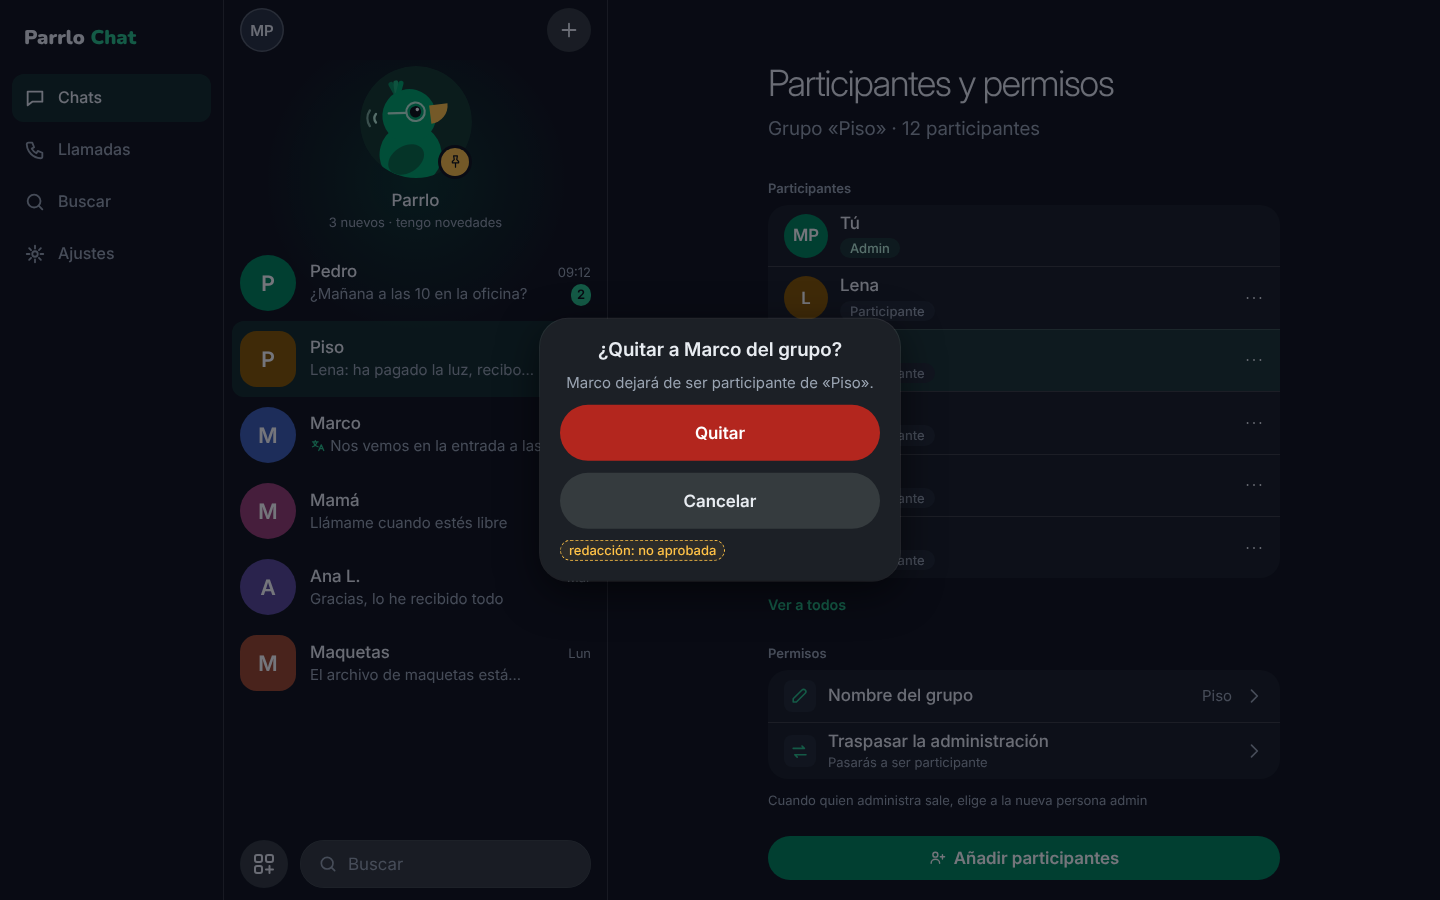 Parrlo Chat
Chats
Llamadas
Buscar
Ajustes
MP
Parrlo
3 nuevos · tengo novedades
P
Pedro
09:12
¿Mañana a las 10 en la oficina?
2
P
Piso
Lena: ha pagado la luz, recibo...
M
Marco
Nos vemos en la entrada a las
M
Mamá
Llámame cuando estés libre
A
Ana L.
Gracias, lo he recibido todo
M
Maquetas
Lun
El archivo de maquetas está...
Buscar
Participantes y permisos
Grupo «Piso» · 12 participantes
Participantes
MP
Tú
Admin
L
Lena
Participante
ante
ante
ante
ante
Ver a todos
Permisos
Nombre del grupo
Piso
Traspasar la administración
Pasarás a ser participante
Cuando quien administra sale, elige a la nueva persona admin
Añadir participantes
¿Quitar a Marco del grupo?
Marco dejará de ser participante de «Piso».
Quitar
Cancelar
redacción: no aprobada